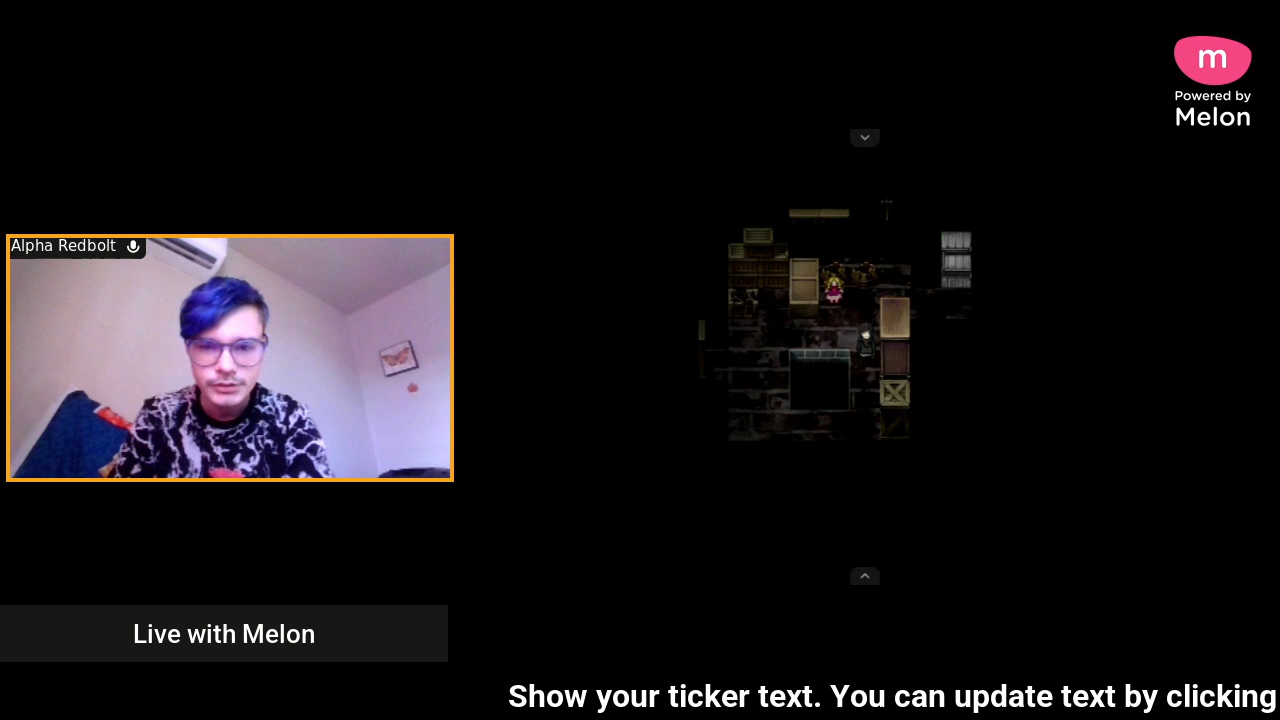 m
Powered by
Melon
Alpha Redbolt
Live with Melon
Show your ticker text. You can update text by clicking